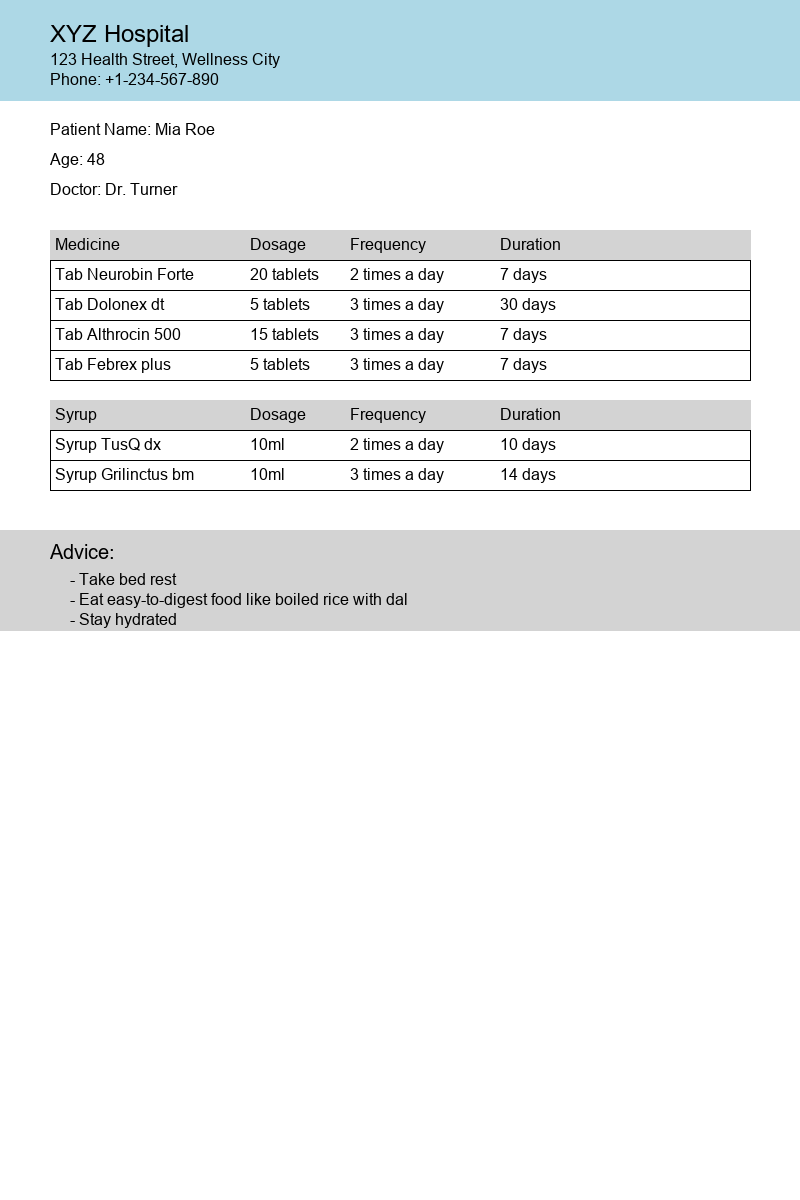 XYZ Hospital
123 Health Street, Wellness City
Phone: +1-234-567-890
Patient Name: Mia Roe
Age: 48
Doctor: Dr. Turner
Medicine Dosage Frequency Duration
Tab Neurobin Forte 20 tablets 2 times a day 7 days
Tab Dolonex dt 5 tablets 3 times a day 30 days
Tab Althrocin 500 15 tablets 3 times a day 7 days
Tab Febrex plus 5 tablets 3 times a day 7 days
Syrup Dosage Frequency Duration
Syrup TusQ dx 10ml 2 times a day 10 days
Syrup Grilinctus bm 10ml 3 times a day 14 days
Advice:
- Take bed rest
- Eat easy-to-digest food like boiled rice with dal
- Stay hydrated